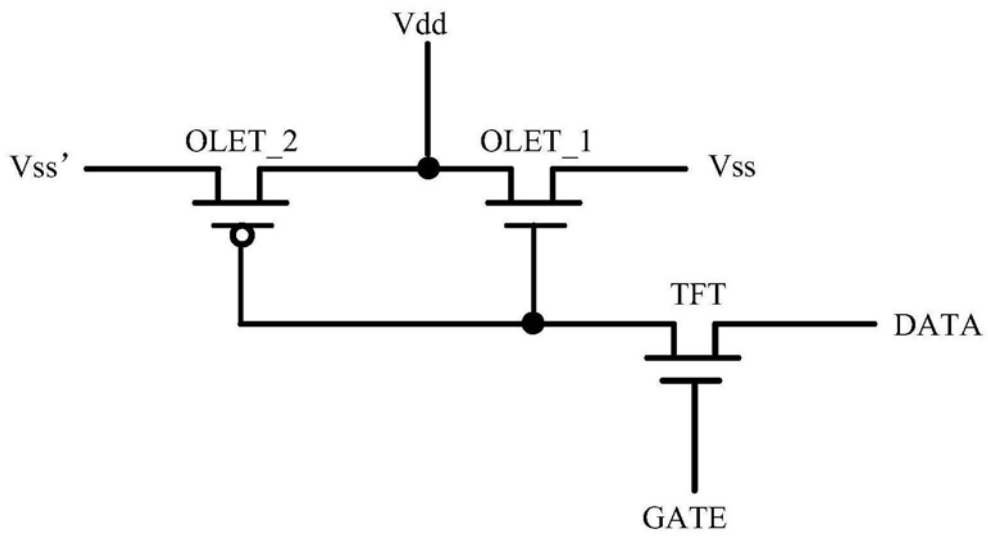 Vdd
OLET_2
OLET_1
Vss’
Vss
TFT
DATA
GATE